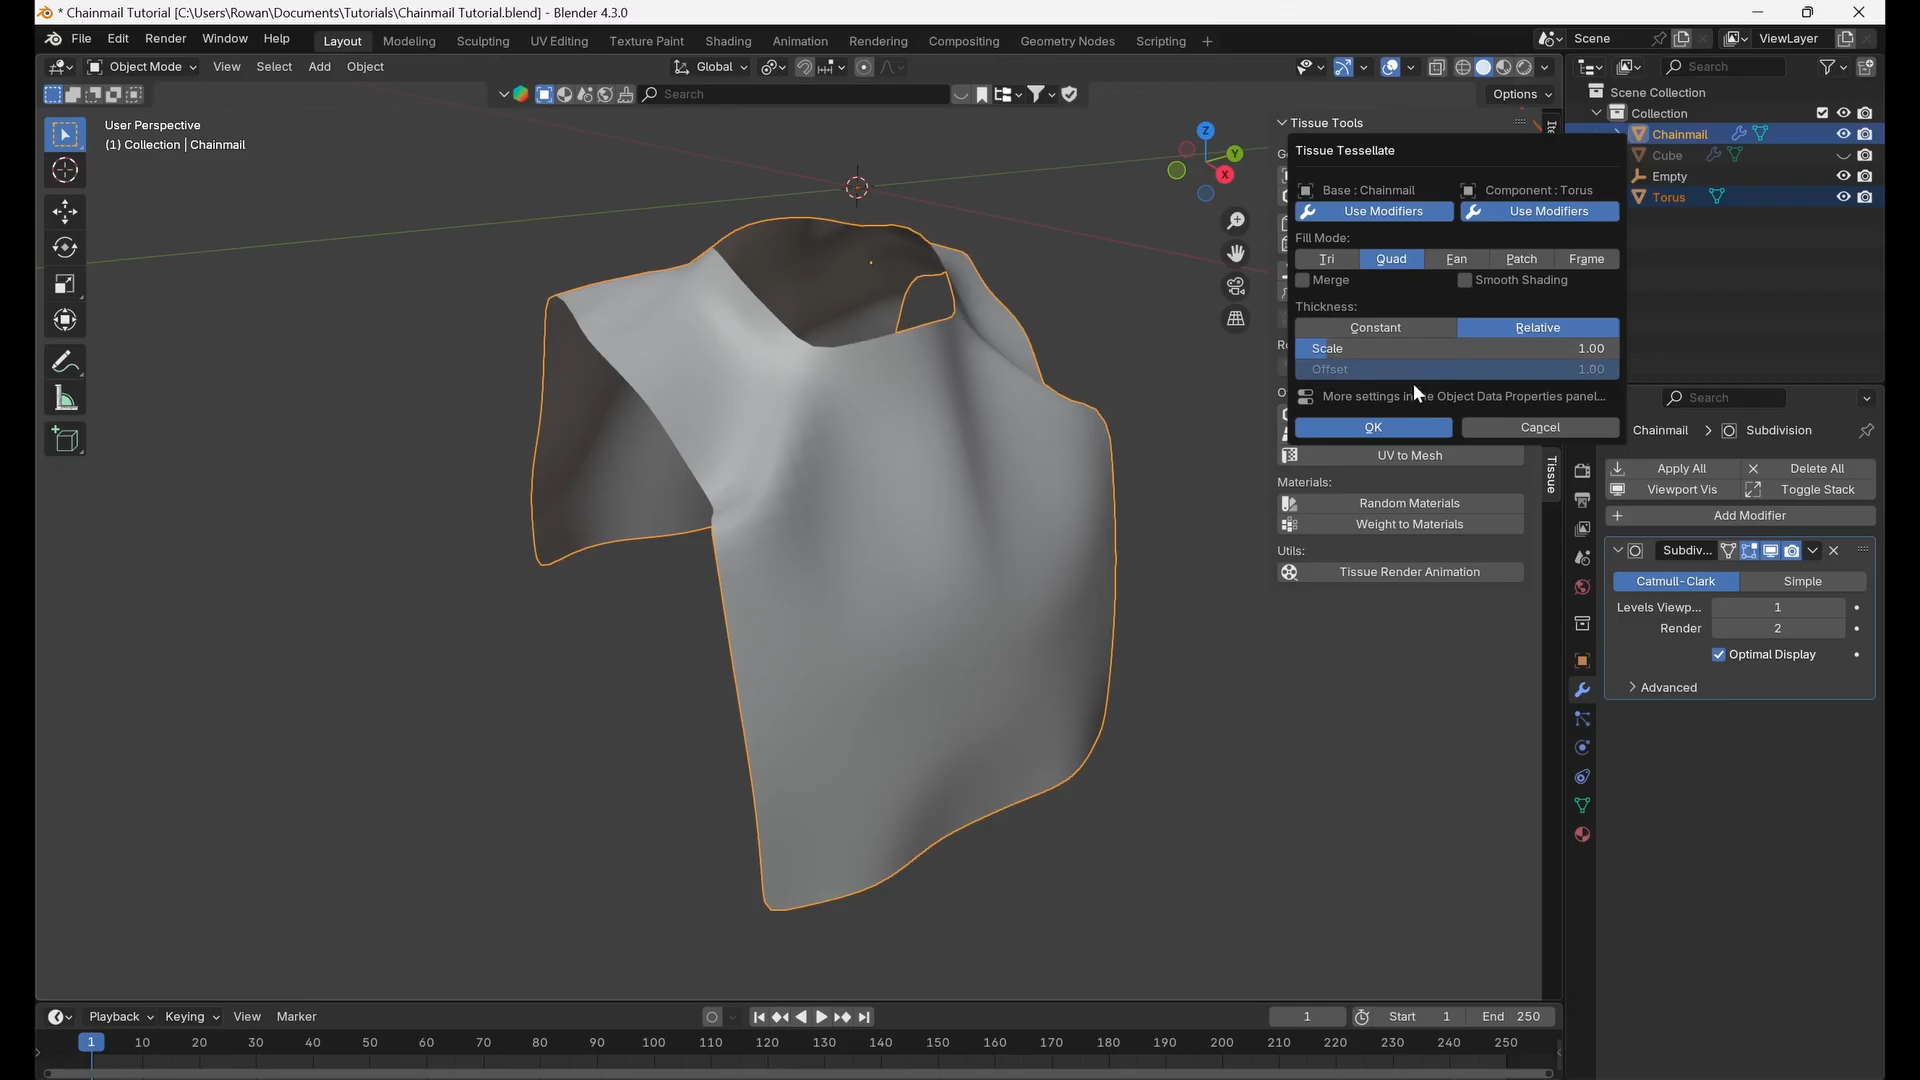 * Chainmail Tutorial [C:\Users\Rowan\Documents\Tutorials\Chainmail Tutorial.blend] - Blender 4.3.0
File Edit Render Window Help Layout Modeling Sculpting UV Editing Texture Paint Shading Animation Rendering Compositing Geometry Nodes Scripting + Scene ViewLayer
Object Mode View Select Add Object Global Search
Search Options
User Perspective
(1) Collection | Chainmail
Z
Y
X
Tissue Tools
Tissue Tessellate
Base : Chainmail Component : Torus
Use Modifiers Use Modifiers
Fill Mode:
Tri Quad Fan Patch Frame
Merge Smooth Shading
Thickness:
Constant Relative
Scale 1.00
Offset 1.00
OK Cancel
UV to Mesh
Tissue
Materials:
Random Materials
Weight to Materials
Utils:
Tissue Render Animation
Scene Collection
Collection
Chainmail
Cube
Empty
Torus
Search
Chainmail > Subdivision
Apply All Delete All
Viewport Vis Toggle Stack
Add Modifier
Subdiv...
Catmull-Clark Simple
Levels Viewp... 1
Render 2
Optimal Display
Advanced
Playback Keying View Marker 1 Start 1 End 250
1 10 20 30 40 50 60 70 80 90 100 110 120 130 140 150 160 170 180 190 200 210 220 230 240 250